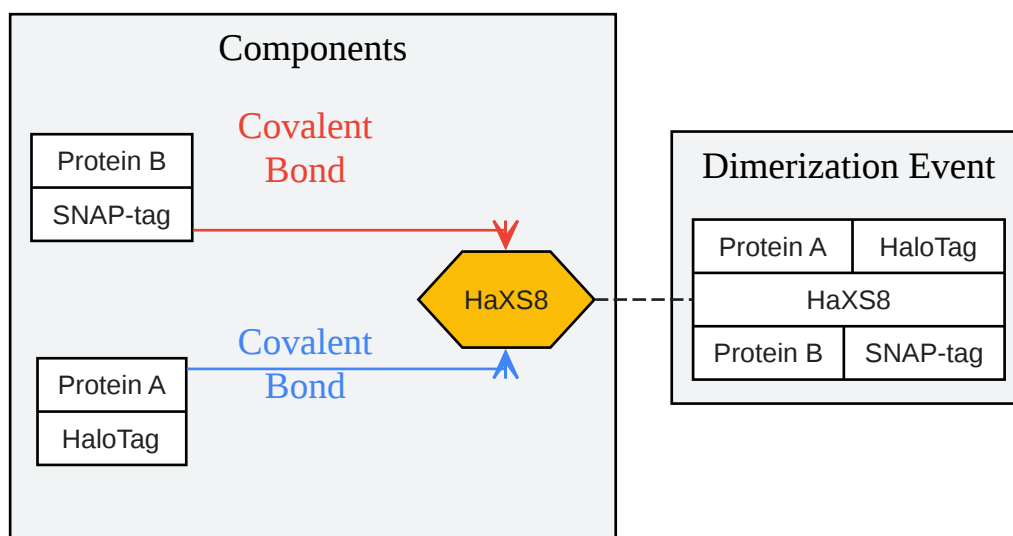 Components
Covalent
Bond
Protein B
SNAP-tag
HaXS8
Covalent
Bond
Protein A
HaloTag
Dimerization Event
Protein A HaloTag
HaXS8
Protein B SNAP-tag